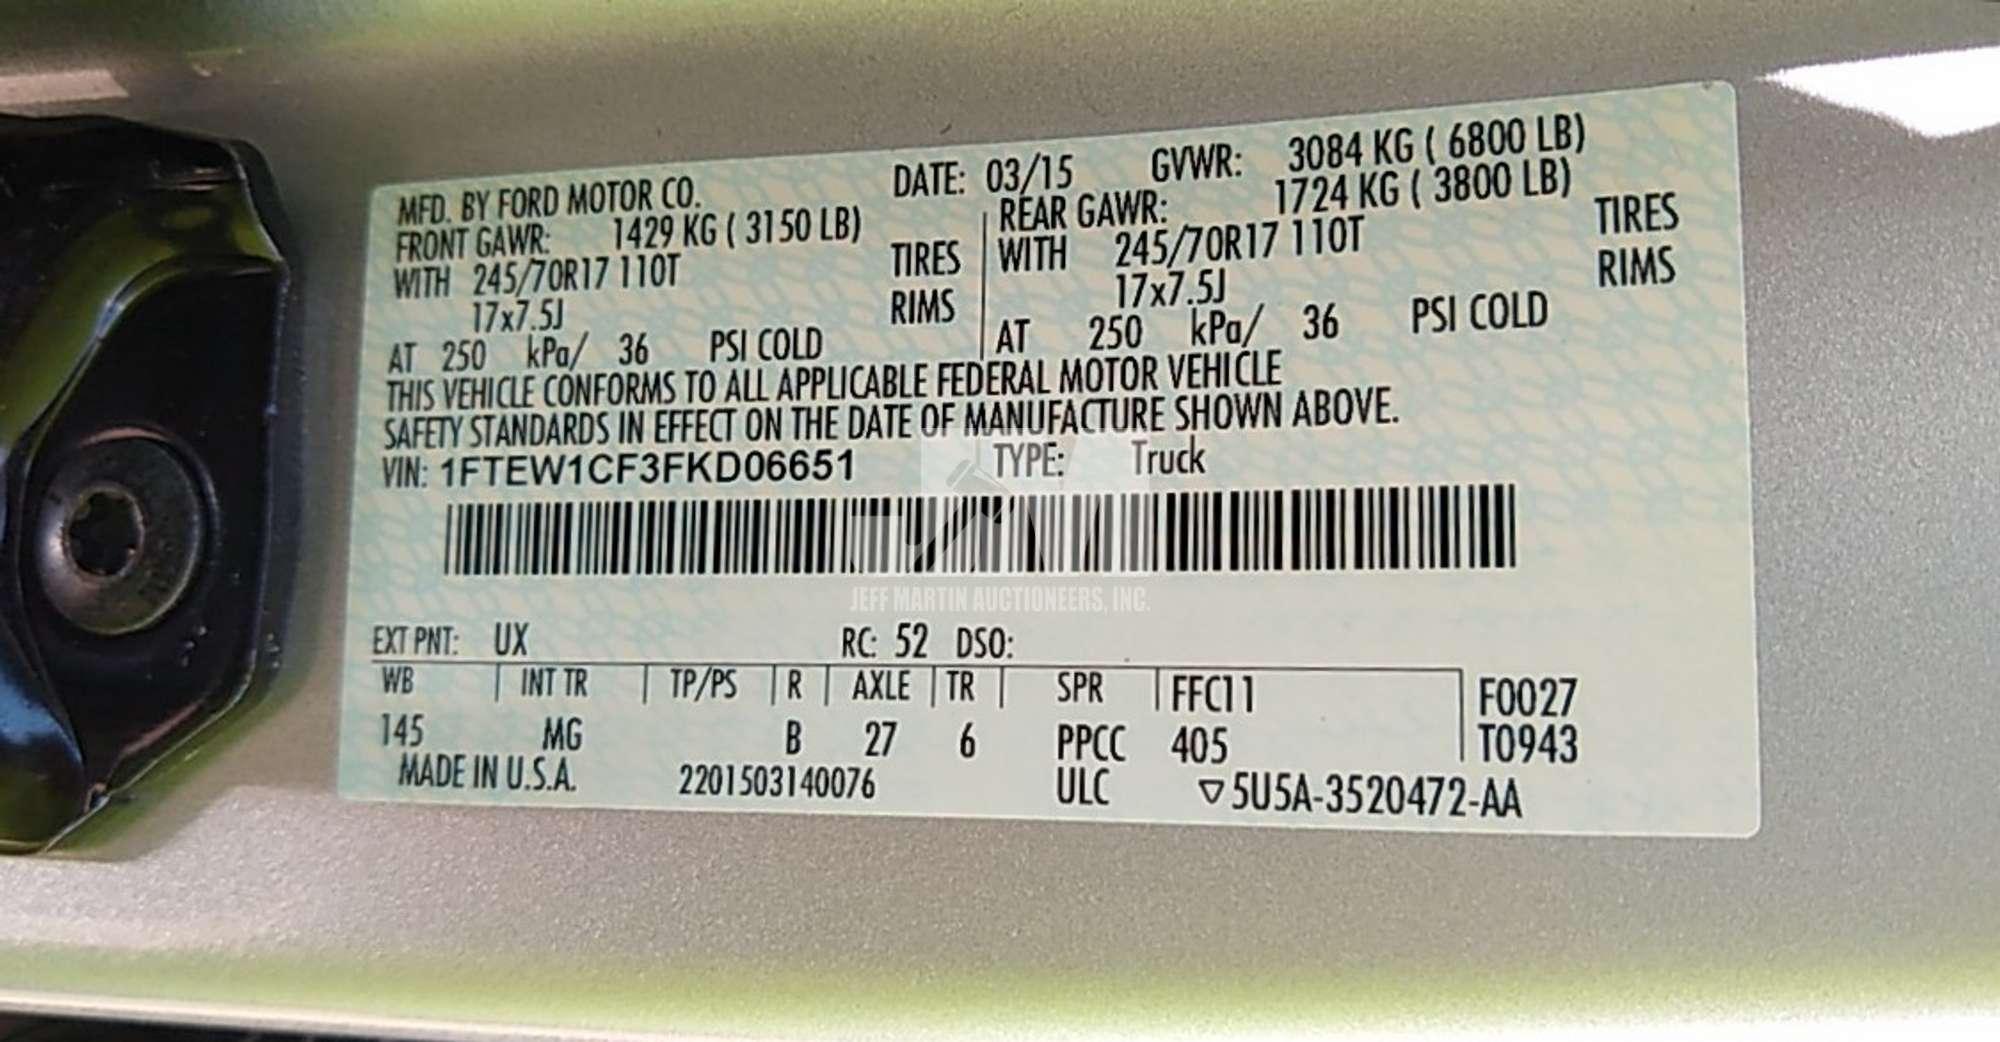 MFD. BY FORD MOTOR CO. DATE: 03/15 GVWR: 3084 KG ( 6800 LB)
FRONT GAWR: 1429 KG ( 3150 LB) REAR GAWR: 1724 KG ( 3800 LB)
WITH 245/70R17 110T TIRES WITH 245/70R17 110T TIRES
17x7.5J RIMS 17x7.5J RIMS
AT 250 kPa/ 36 PSI COLD AT 250 kPa/ 36 PSI COLD
THIS VEHICLE CONFORMS TO ALL APPLICABLE FEDERAL MOTOR VEHICLE
SAFETY STANDARDS IN EFFECT ON THE DATE OF MANUFACTURE SHOWN ABOVE.
VIN: 1FTEW1CF3FKD06651 TYPE: Truck
JEFF MARTIN AUCTIONEERS, INC.
EXT PNT: UX RC: 52 DSO:
WB INT TR TP/PS R AXLE TR SPR FFC11 F0027
145 MG B 27 6 PPCC 405 T0943
MADE IN U.S.A. 2201503140076 ULC ▽5U5A-3520472-AA